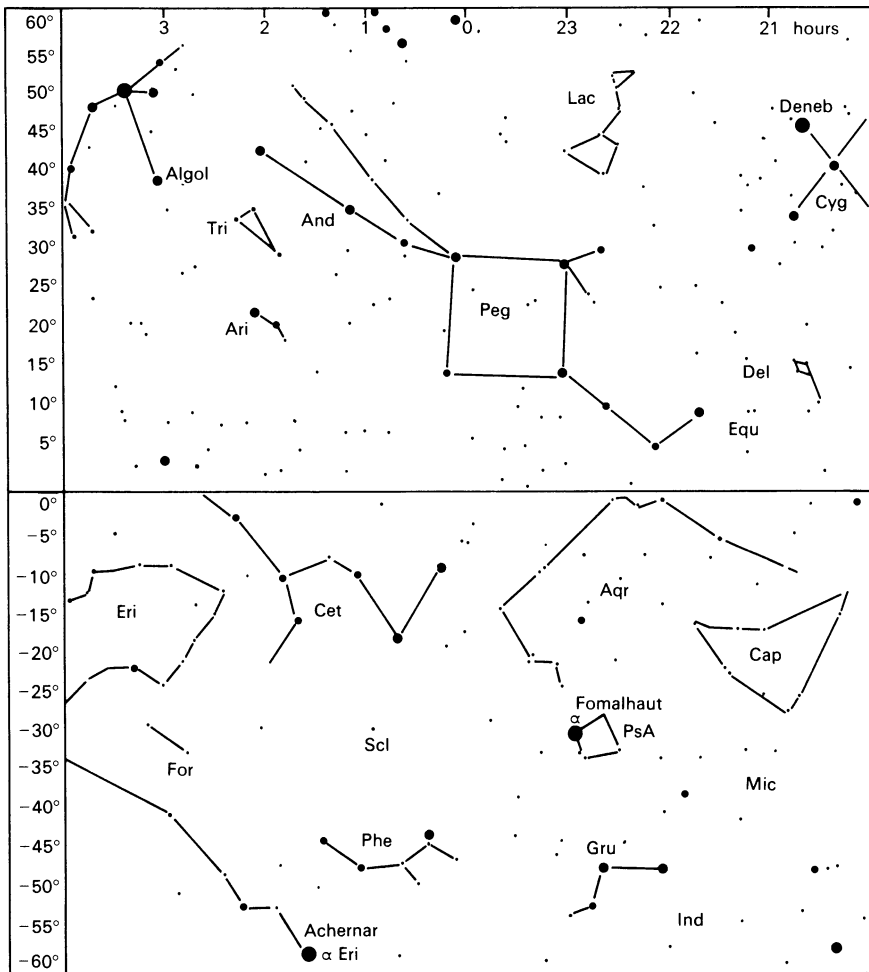 60° 3 2 1 0 23 22 21 hours
55°
50° Lac Deneb
45°
40° Algol
35° Tri And Cyg
30°
25°
20° Ari Peg
15° Del
10° Equ
5°
0°
−5°
−10° Aqr
−15° Eri Cet
−20° Cap
−25° Fomalhaut
−30° α PsA
Scl
−35° For Mic
−40°
−45° Phe Gru
−50°
−55° Achernar Ind
−60° α Eri